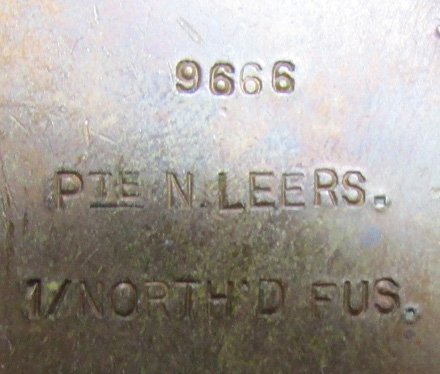 9666
PTE N. LEERS.
1/NORTH'D FUS.